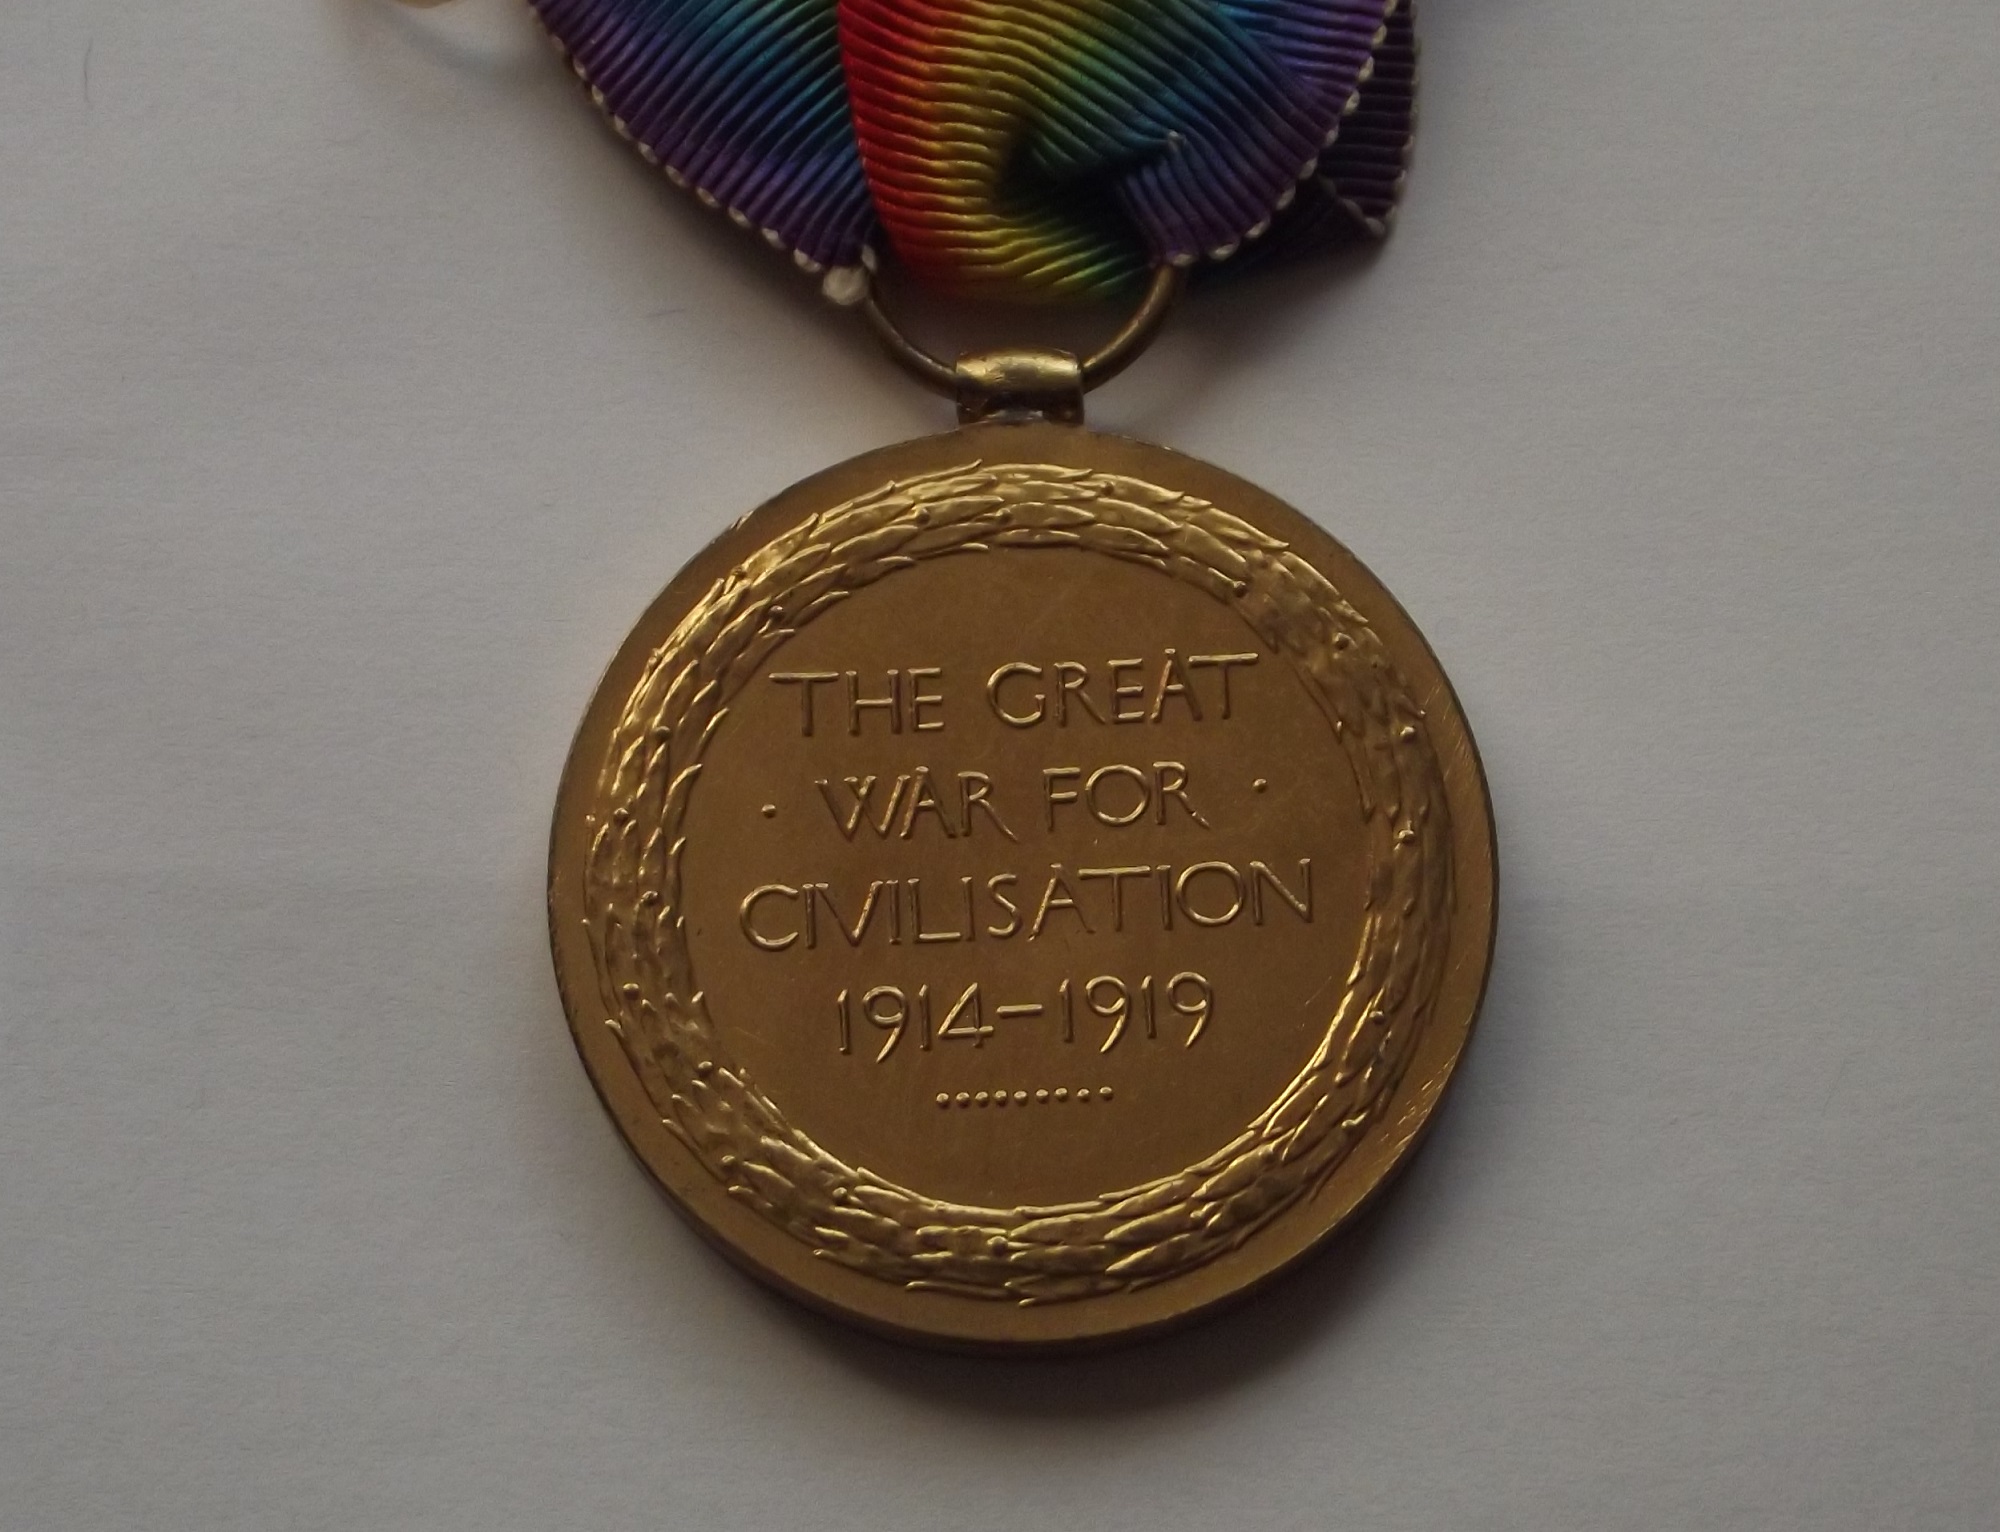 THE GREAT
· WAR FOR ·
CIVILISATION
1914–1919